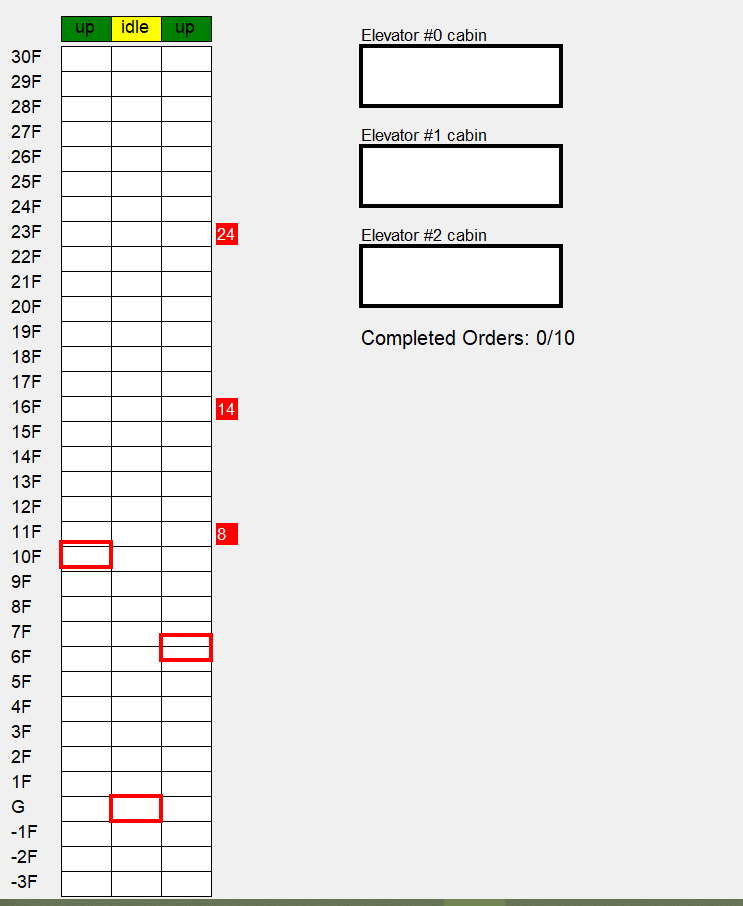 up idle up
Elevator #0 cabin
30F
29F
28F
27F
Elevator #1 cabin
26F
25F
24F
23F 24
Elevator #2 cabin
22F
21F
20F
19F
Completed Orders: 0/10
18F
17F
16F 14
15F
14F
13F
12F
11F 8
10F
9F
8F
7F
6F
5F
4F
3F
2F
1F
G
-1F
-2F
-3F